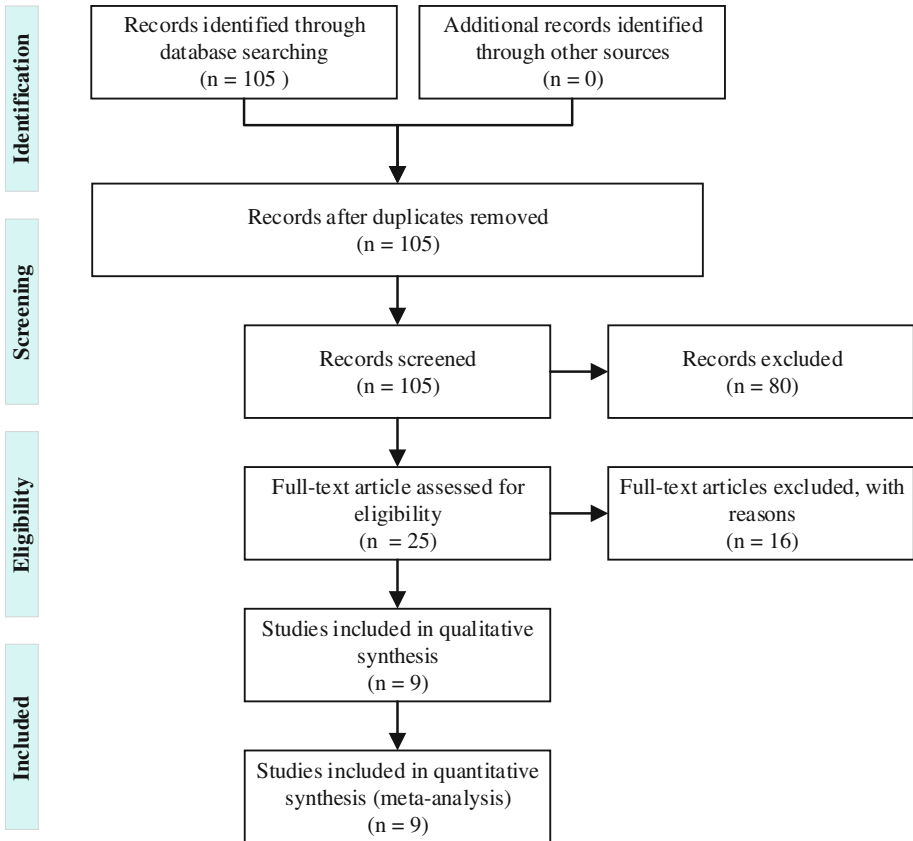 Identification
Records identified through
database searching
(n = 105 )
Additional records identified
through other sources
(n = 0)
Screening
Records after duplicates removed
(n = 105)
Records screened
(n = 105)
Records excluded
(n = 80)
Eligibility
Full-text article assessed for
eligibility
(n  = 25)
Full-text articles excluded, with
reasons
(n = 16)
Included
Studies included in qualitative
synthesis
(n = 9)
Studies included in quantitative
synthesis (meta-analysis)
(n = 9)